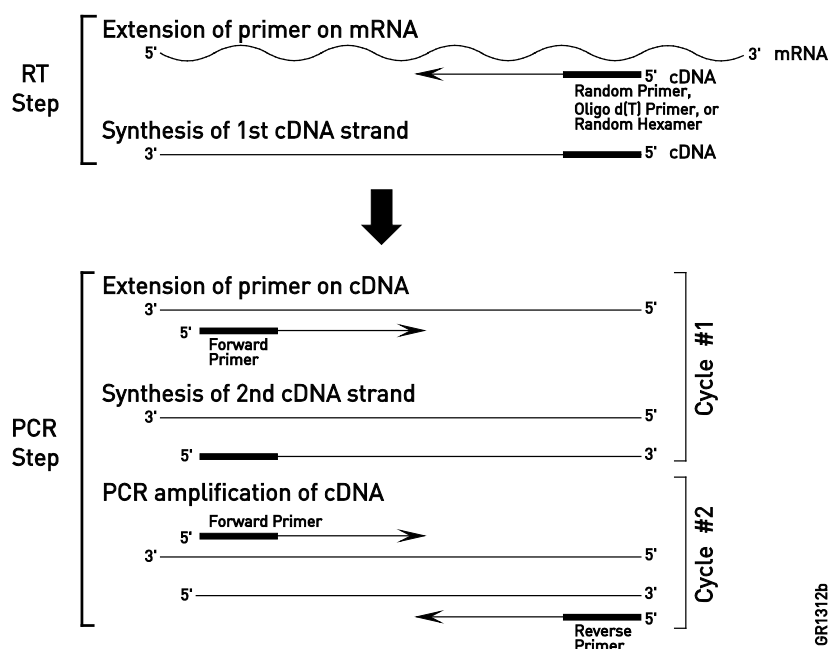 Extension of primer on mRNA
5'
3' mRNA
RT
Step
5' cDNA
Random Primer,
Oligo d(T) Primer, or
Random Hexamer
Synthesis of 1st cDNA strand
3'
5' cDNA
Extension of primer on cDNA
3'
5'
5'
Forward
Primer
Cycle #1
Synthesis of 2nd cDNA strand
3'
5'
PCR
Step
5'
3'
PCR amplification of cDNA
Forward Primer
5'
3'
5'
Cycle #2
5'
3'
5'
Reverse
Primer
GR1312b